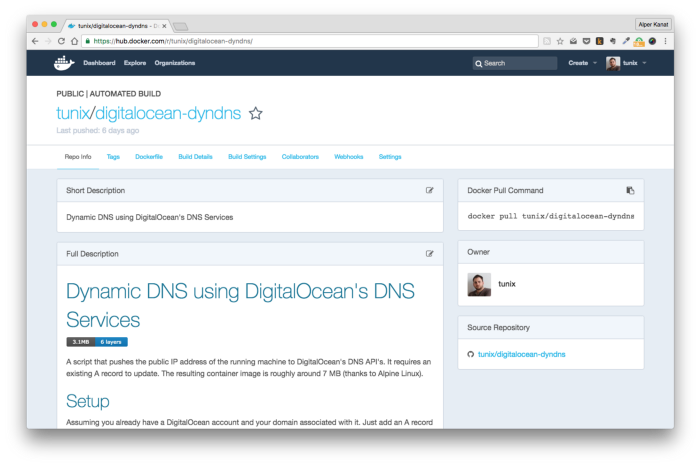 tunix/digitalocean-dyndns – Do
Alper Kanat
https://hub.docker.com/r/tunix/digitalocean-dyndns/
Dashboard Explore Organizations
Search
Create
tunix
PUBLIC | AUTOMATED BUILD
tunix/digitalocean-dyndns
Last pushed: 6 days ago
Repo Info Tags Dockerfile Build Details Build Settings Collaborators Webhooks Settings
Short Description
Dynamic DNS using DigitalOcean's DNS Services
Full Description
Dynamic DNS using DigitalOcean's DNS
Services
3.1MB 6 layers
A script that pushes the public IP address of the running machine to DigitalOcean's DNS API's. It requires an
existing A record to update. The resulting container image is roughly around 7 MB (thanks to Alpine Linux).
Setup
Assuming you already have a DigitalOcean account and your domain associated with it. Just add an A record
Docker Pull Command
docker pull tunix/digitalocean-dyndns
Owner
tunix
Source Repository
tunix/digitalocean-dyndns